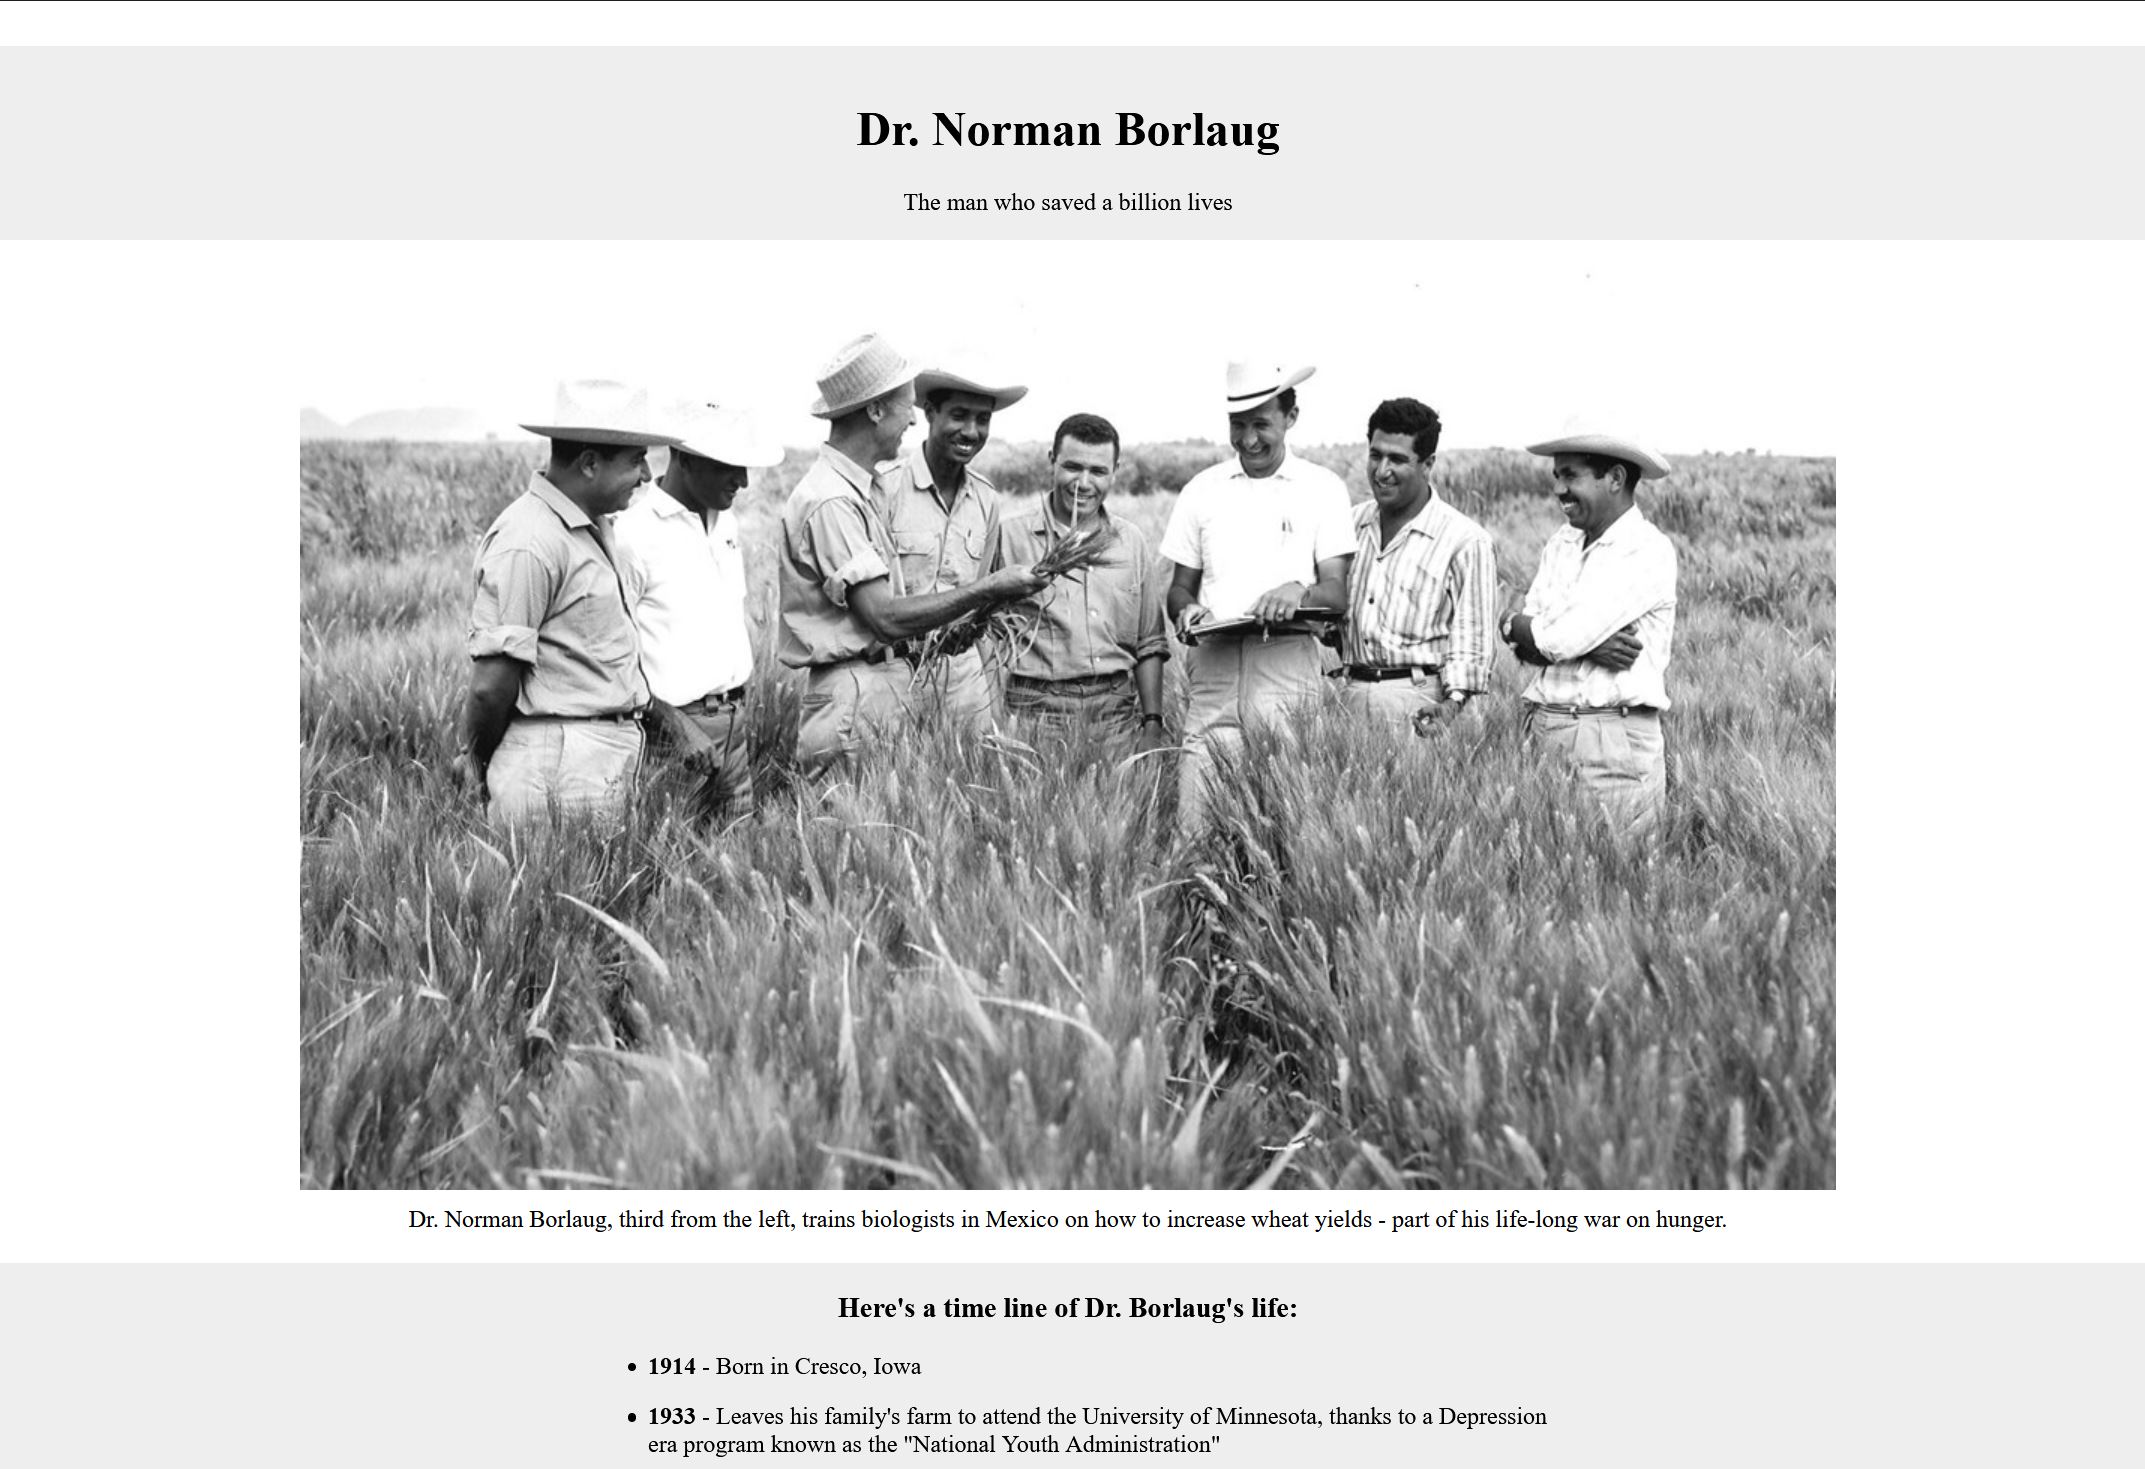 Dr. Norman Borlaug
The man who saved a billion lives
Dr. Norman Borlaug, third from the left, trains biologists in Mexico on how to increase wheat yields - part of his life-long war on hunger.
Here's a time line of Dr. Borlaug's life:
• 1914 - Born in Cresco, Iowa
• 1933 - Leaves his family's farm to attend the University of Minnesota, thanks to a Depression
era program known as the "National Youth Administration"